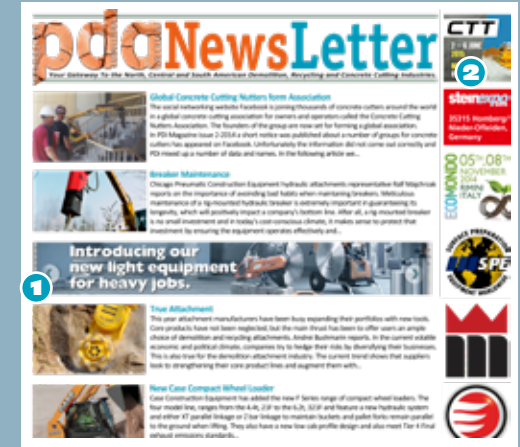 pdaNewsLetter
Your Gateway To the North, Central and South American Demolition, Recycling and Concrete Cutting Industries.
Global Concrete Cutting Nutters form Association
The social networking website Facebook is joining thousands of concrete cutters around the world
in a global concrete cutting association for owners and operators called the Concrete Cutting
Nutters Association. The founders of the group are now set for forming a global association.
In PDI Magazine issue 2-2014 a short notice was published about a number of groups for concrete
cutters has appeared on Facebook. Unfortunately the information did not come out correctly and
PDI mixed up a number of data and names. In the following article we...
Breaker Maintenance
Chicago Pneumatic Construction Equipment hydraulic attachments representative Ralf Machniak
reports on the importance of avoinding bad habits when maintaining breakers. Meticulous
maintenance of a rig-mounted hydraulic breaker is extremely important in guaranteeing its
longevity, which will positively impact a company's bottom line. After all, a rig-mounted breaker
is no small investment and in today's cost-conscious climate, it makes sense to protect that
investment by ensuring the equipment operates effectively and...
Introducing our
new light equipment
for heavy jobs.
1
True Attachment
This year attachment manufacturers have been busy expanding their portfolios with new tools.
Core products have not been neglected, but the main thrust has been to offer users an ample
choice of demolition and recycling attachments. Andrei Bushmarin reports. In the current volatile
economic and political climate, companies try to hedge their risks by diversifying their businesses.
This is also true for the demolition attachment industry. The current trend shows that suppliers
look to strengthening their core product lines and augment them with...
New Case Compact Wheel Loader
Case Construction Equipment has added the new F Series range of compact wheel loaders. The
four model line, ranges from the 4.4t, 21F to the 6.2t, 321F and feature a new hydraulic system
and either XT parallel linkage or Z bar linkage to maintain buckets and pallet forks remain parallel
to the ground when lifting. They also have a new low cab profile design and also meet Tier 4 Final
exhaust emissions standards...
CTT
2
steinexpo
35315 Homberg/
Nieder-Ofleiden,
Germany
ECOMONDO
05TH.08TH
NOVEMBER
2014
RIMINI
ITALY
SURFACE PREPARATION